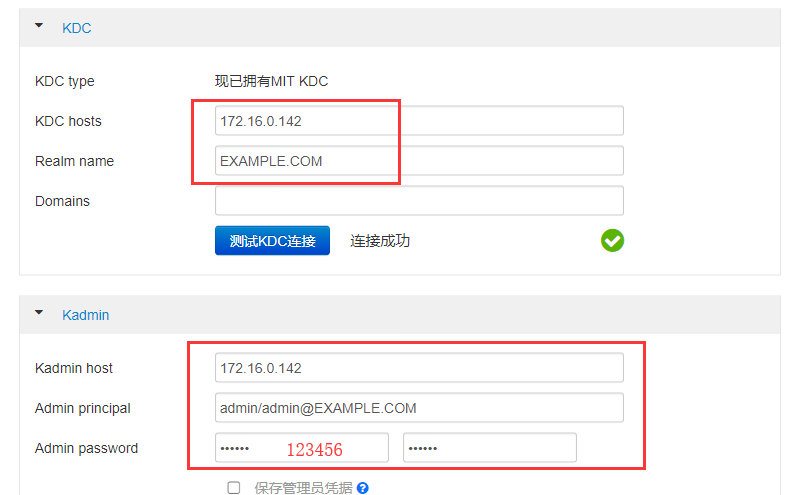 KDC
KDC type 现已拥有MIT KDC
KDC hosts 172.16.0.142
Realm name EXAMPLE.COM
Domains
测试KDC连接 连接成功
Kadmin
Kadmin host 172.16.0.142
Admin principal admin/admin@EXAMPLE.COM
Admin password •••••• 123456 ••••••
保存管理员凭据 ?